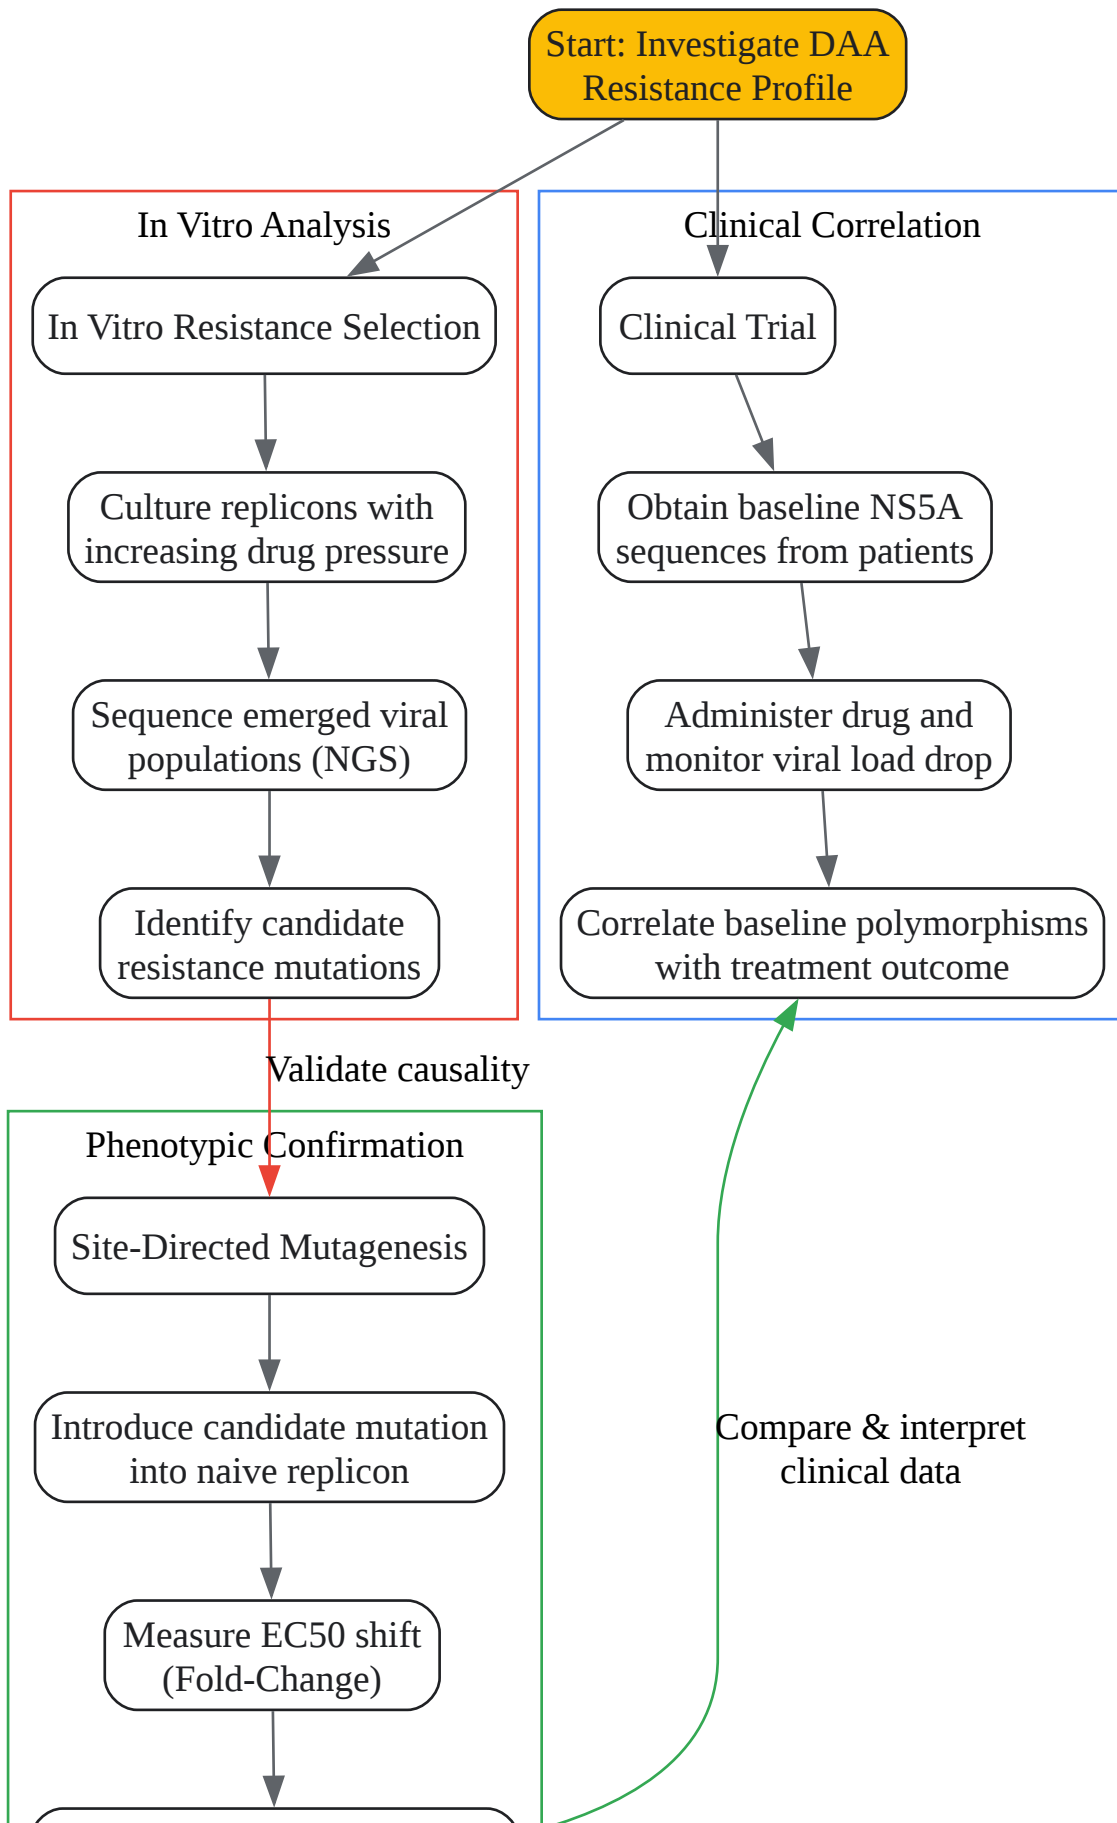 Start: Investigate DAA
Resistance Profile
In Vitro Analysis
In Vitro Resistance Selection
Culture replicons with
increasing drug pressure
Sequence emerged viral
populations (NGS)
Identify candidate
resistance mutations
Clinical Correlation
Clinical Trial
Obtain baseline NS5A
sequences from patients
Administer drug and
monitor viral load drop
Correlate baseline polymorphisms
with treatment outcome
Validate causality
Phenotypic Confirmation
Site-Directed Mutagenesis
Introduce candidate mutation
into naive replicon
Measure EC50 shift
(Fold-Change)
Compare & interpret
clinical data